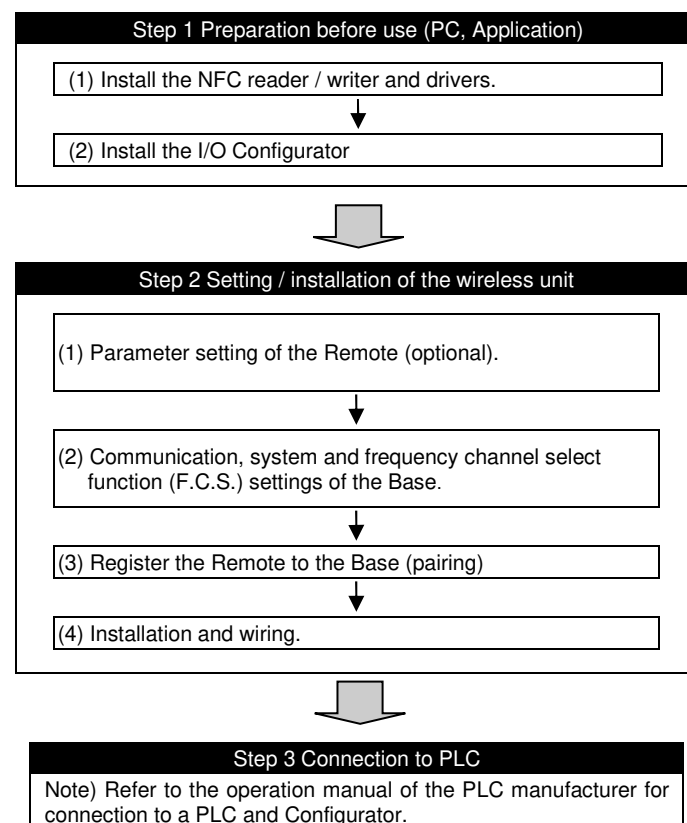 Step 1 Preparation before use (PC, Application)
(1) Install the NFC reader / writer and drivers.
(2) Install the I/O Configurator
Step 2 Setting / installation of the wireless unit
(1) Parameter setting of the Remote (optional).
(2) Communication, system and frequency channel select
function (F.C.S.) settings of the Base.
(3) Register the Remote to the Base (pairing)
(4) Installation and wiring.
Step 3 Connection to PLC
Note) Refer to the operation manual of the PLC manufacturer for
connection to a PLC and Configurator.